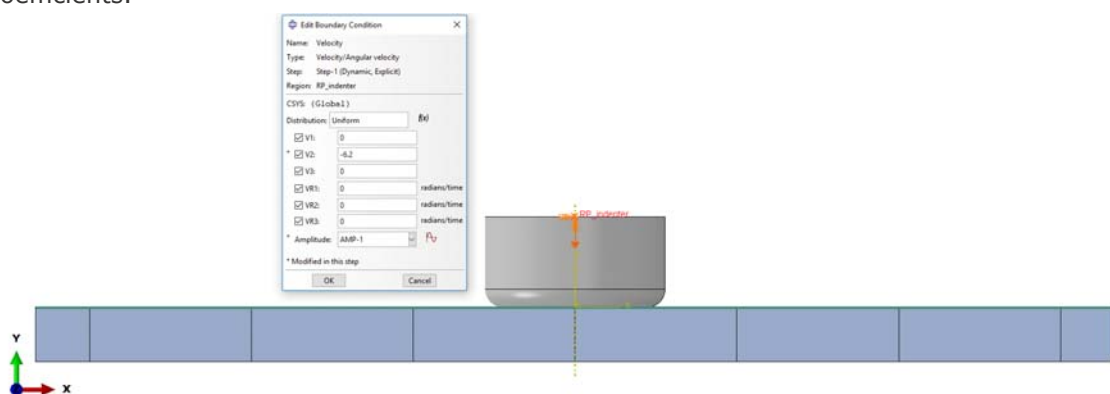 coefficients.
Edit Boundary Condition
Name: Velocity
Type: Velocity/Angular velocity
Step: Step-1 (Dynamic, Explicit)
Region: RP_indenter
CSYS: (Global)
Distribution: Uniform f(x)
V1: 0
* V2: -6.2
V3: 0
VR1: 0 radians/time
VR2: 0 radians/time
VR3: 0 radians/time
* Amplitude: AMP-1
* Modified in this step
OK Cancel
RP_indenter
Y
X